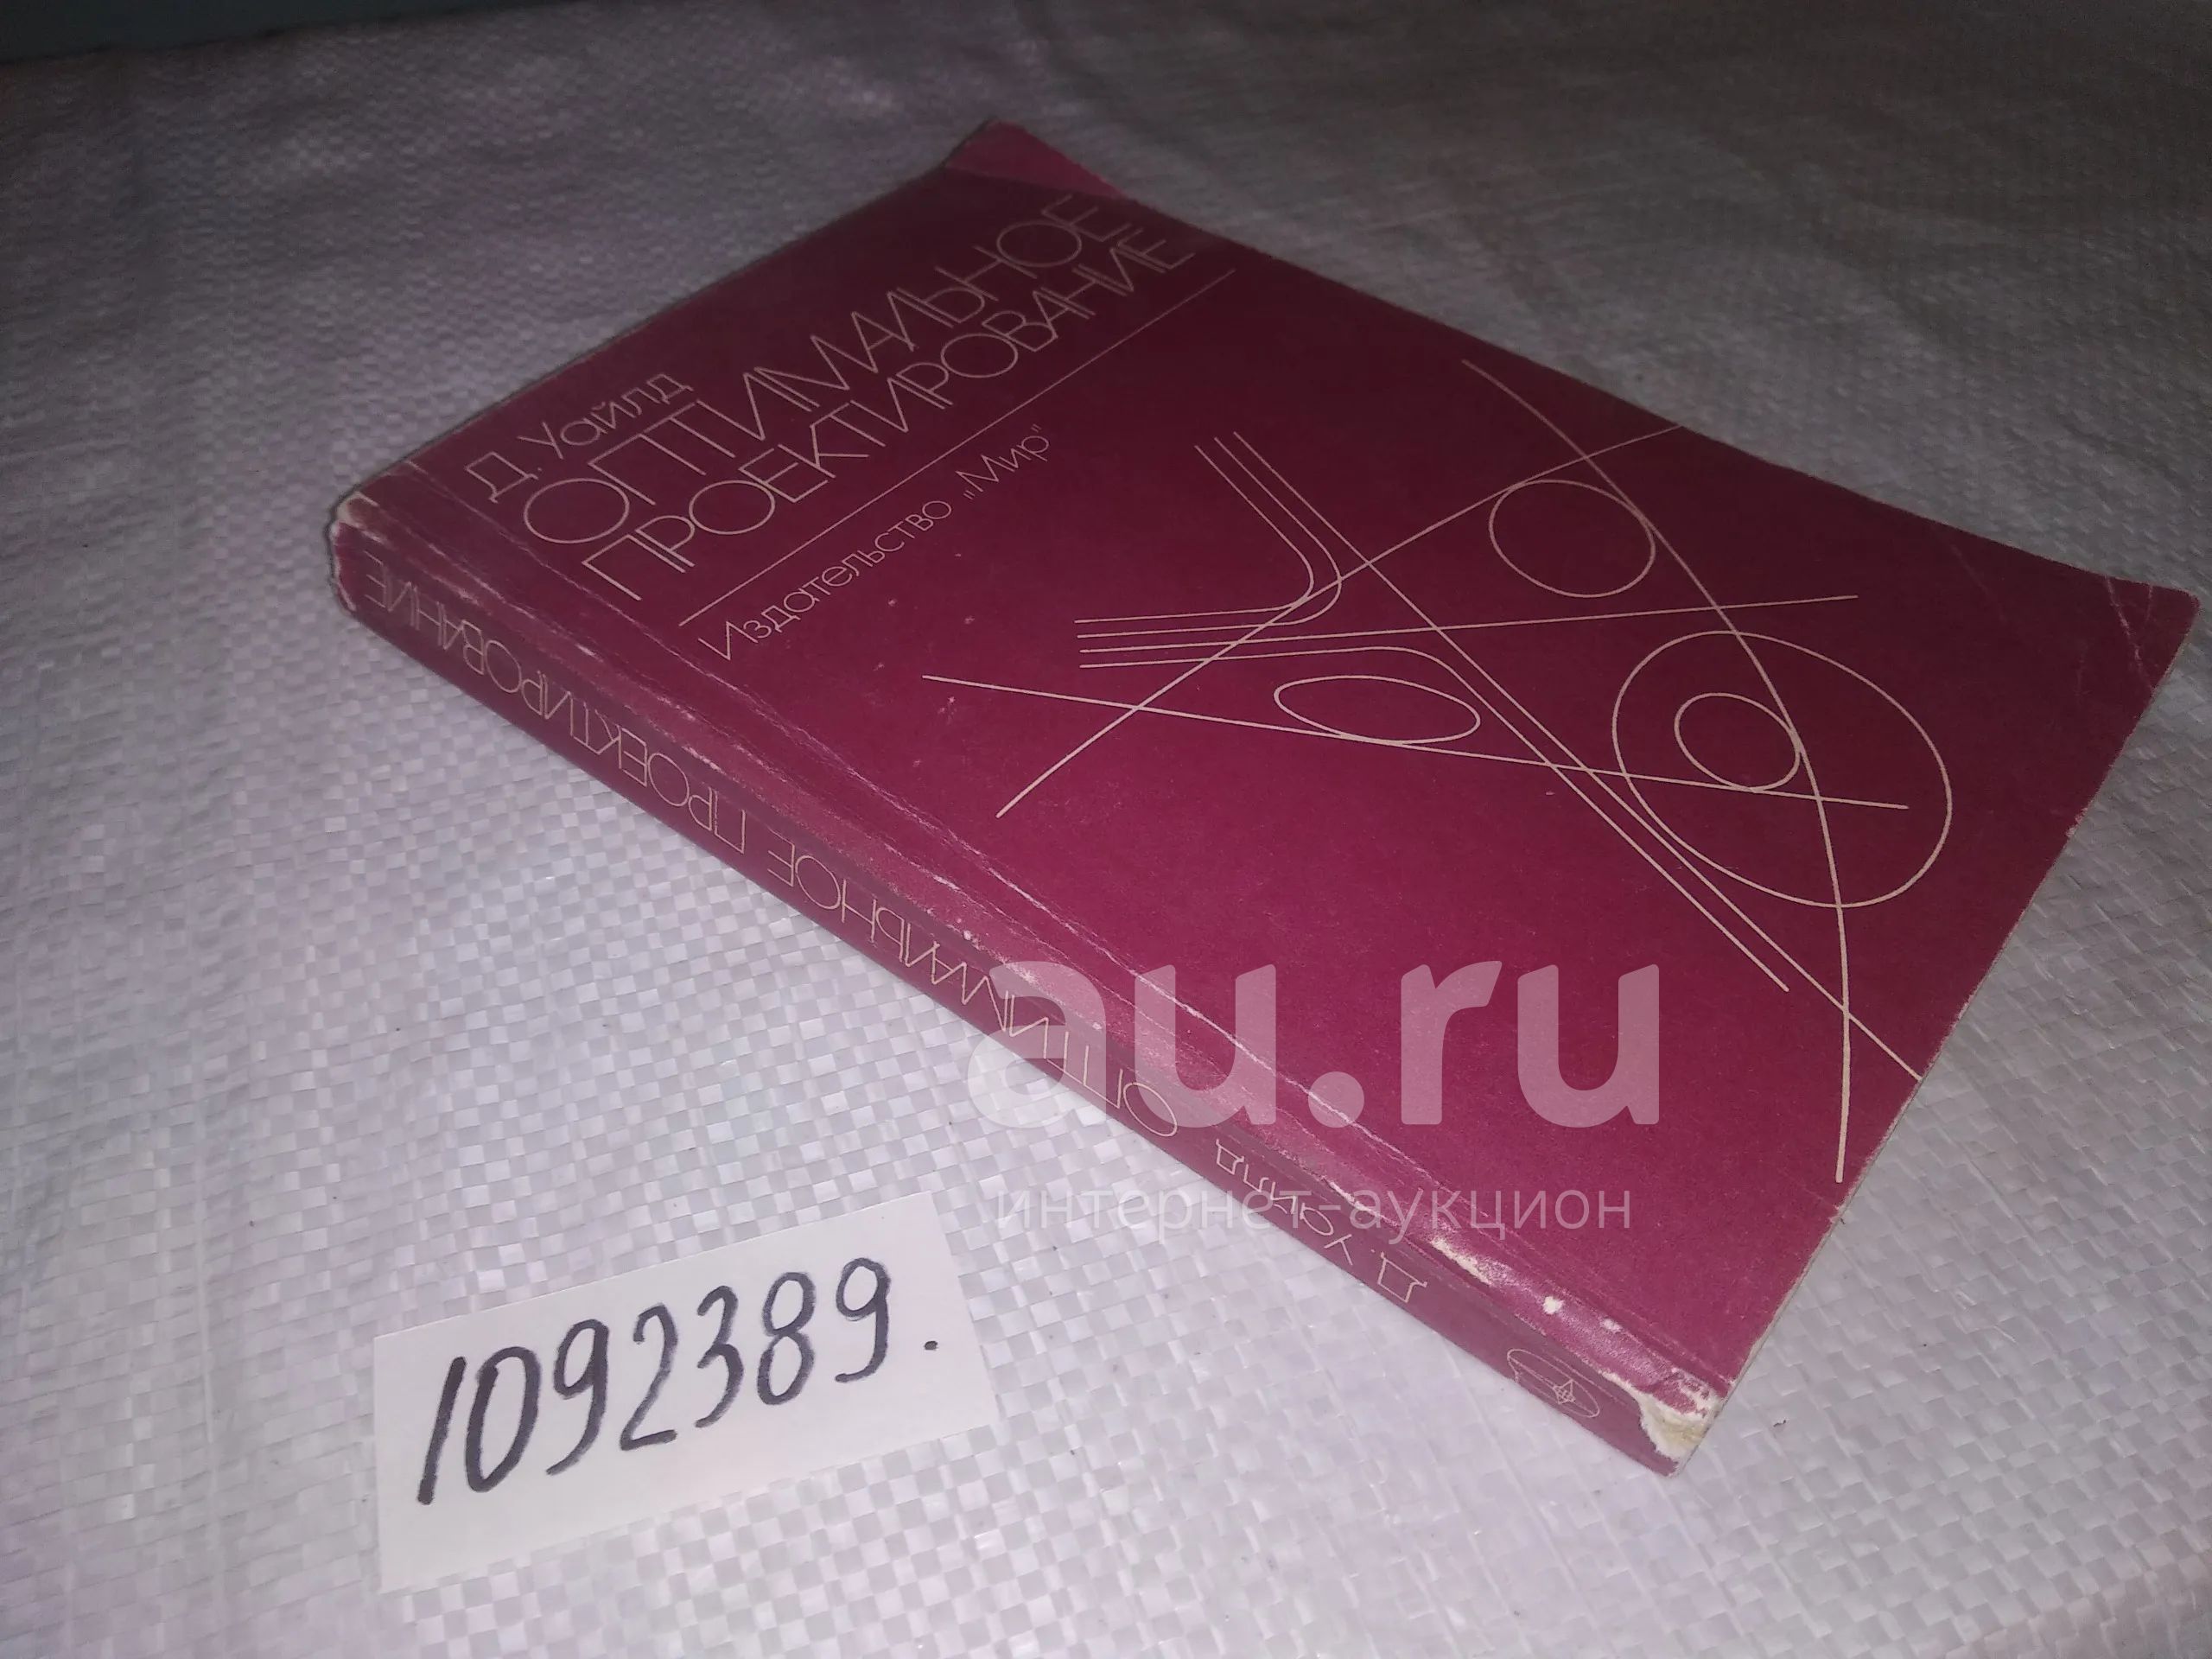 Д. Уайлд
ОПТИМАЛЬНОЕ
ПРОЕКТИРОВАНИЕ
Издательство „Мир"
Д. Уайлд ОПТИМАЛЬНОЕ ПРОЕКТИРОВАНИЕ
au.ru
интернет-аукцион
1092389.